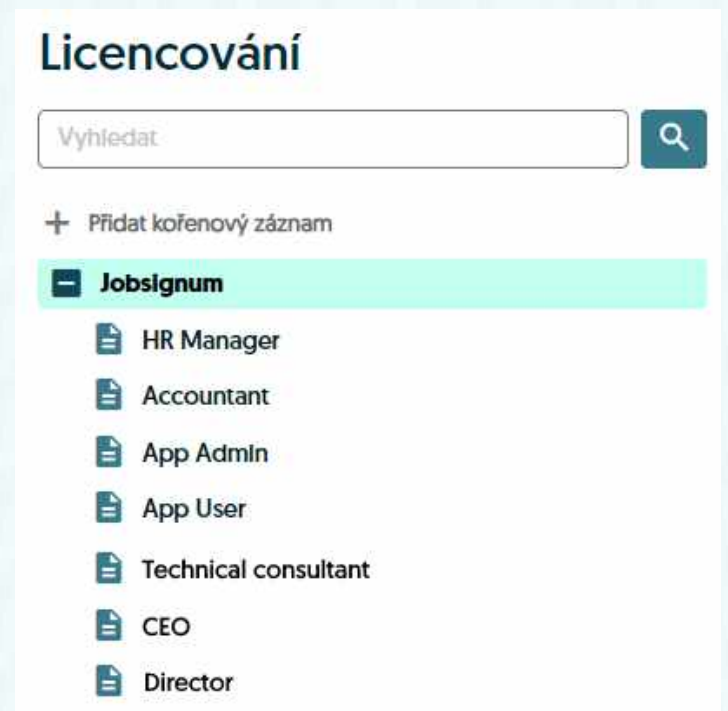 Licencování
Vyhledat
Přidat kořenový záznam
Jobsignum
HR Manager
Accountant
App Admin
App User
Technical consultant
CEO
Director